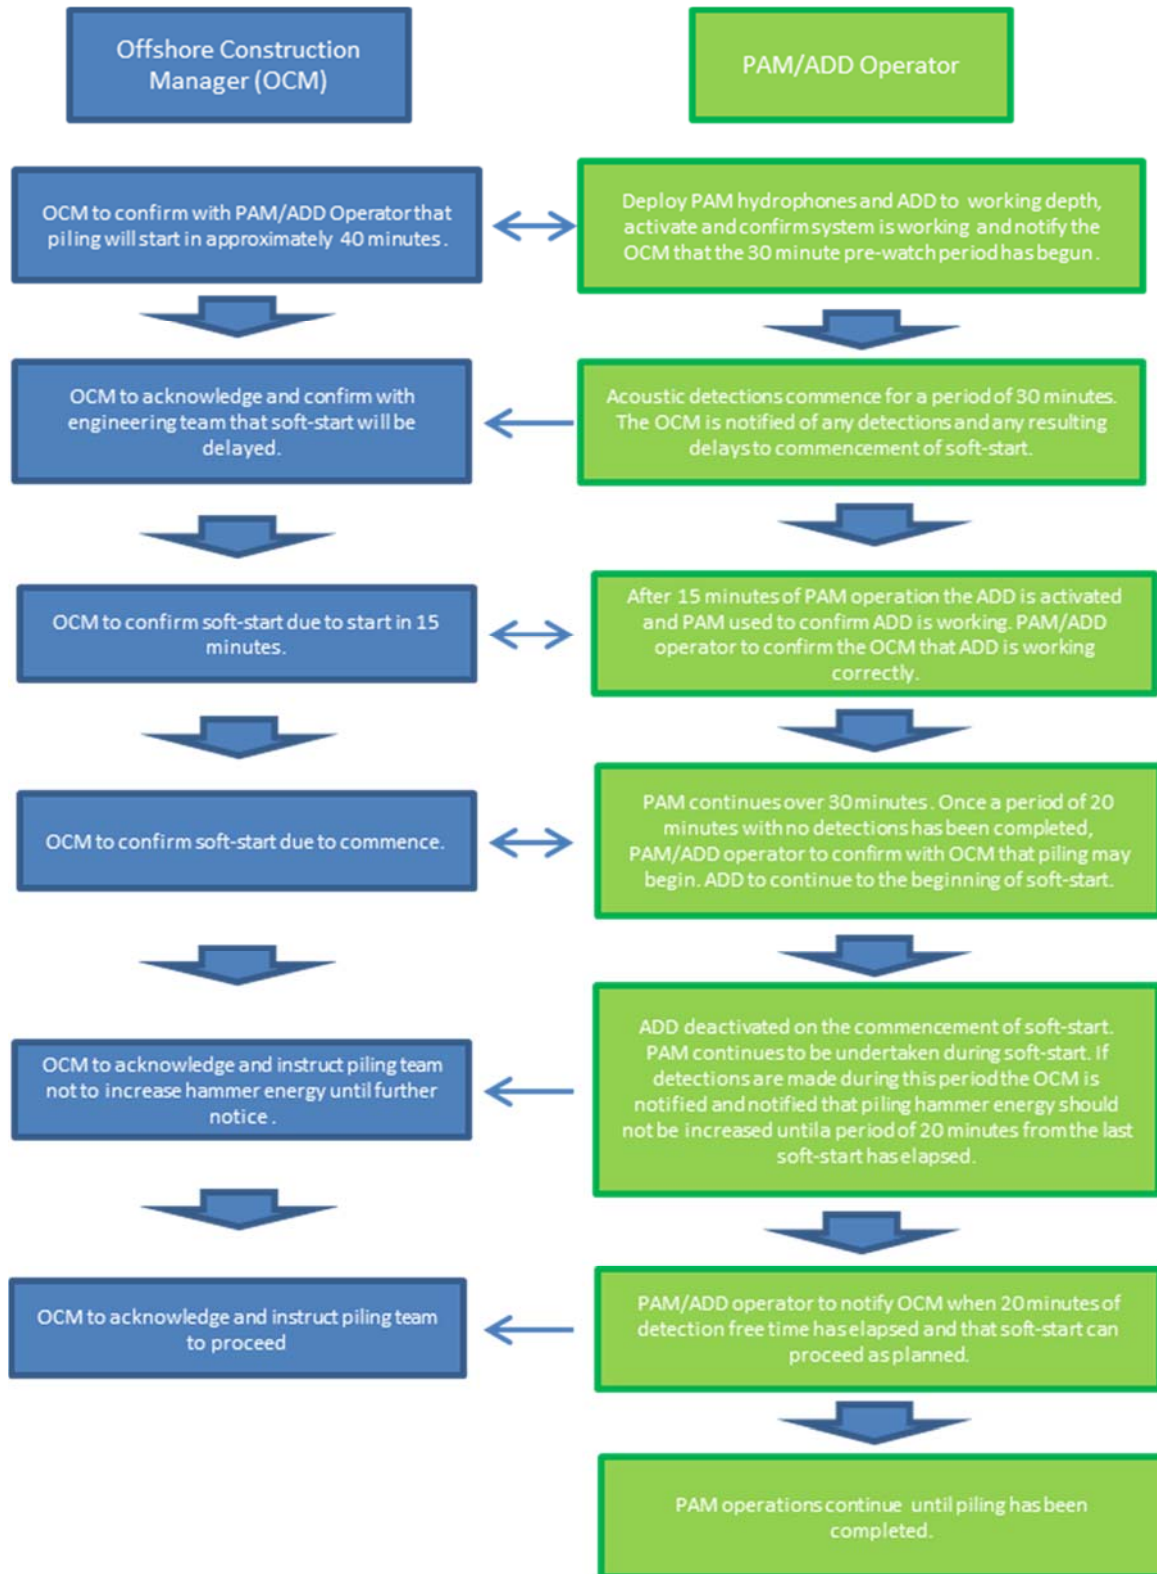 Offshore Construction
Manager (OCM)
PAM/ADD Operator
OCM to confirm with PAM/ADD Operator that
piling will start in approximately 40 minutes .
Deploy PAM hydrophones and ADD to working depth,
activate and confirm system is working and notify the
OCM that the 30 minute pre-watch period has begun .
OCM to acknowledge and confirm with
engineering team that soft-start will be
delayed.
Acoustic detections commence for a period of 30 minutes.
The OCM is notified of any detections and any resulting
delays to commencement of soft-start.
OCM to confirm soft-start due to start in 15
minutes.
After 15 minutes of PAM operation the ADD is activated
and PAM used to confirm ADD is working. PAM/ADD
operator to confirm the OCM that ADD is working
correctly.
OCM to confirm soft-start due to commence.
PAM continues over 30 minutes . Once a period of 20
minutes with no detections has been completed,
PAM/ADD operator to confirm with OCM that piling may
begin. ADD to continue to the beginning of soft-start.
OCM to acknowledge and instruct piling team
not to increase hammer energy until further
notice .
ADD deactivated on the commencement of soft-start.
PAM continues to be undertaken during soft-start. If
detections are made during this period the OCM is
notified and notified that piling hammer energy should
not be increased untila period of 20 minutes from the last
soft-start has elapsed.
OCM to acknowledge and instruct piling team
to proceed
PAM/ADD operator to notify OCM when 20 minutes of
detection free time has elapsed and that soft-start can
proceed as planned.
PAM operations continue until piling has been
completed.